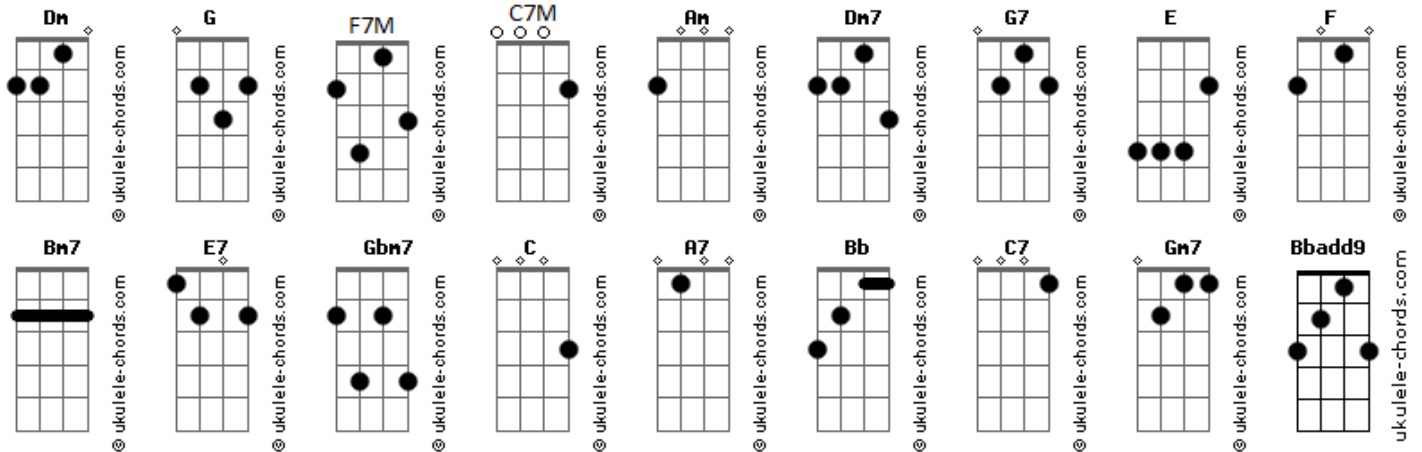 Dm G F7M C7M Am Dm7 G7 E F
© ukulele-chords.com © ukulele-chords.com © ukulele-chords.com © ukulele-chords.com © ukulele-chords.com © ukulele-chords.com © ukulele-chords.com © ukulele-chords.com © ukulele-chords.com
Bm7 E7 Gbm7 C A7 Bb C7 Gm7 Bbadd9
© ukulele-chords.com © ukulele-chords.com © ukulele-chords.com © ukulele-chords.com © ukulele-chords.com © ukulele-chords.com © ukulele-chords.com © ukulele-chords.com ukulele-chords.com